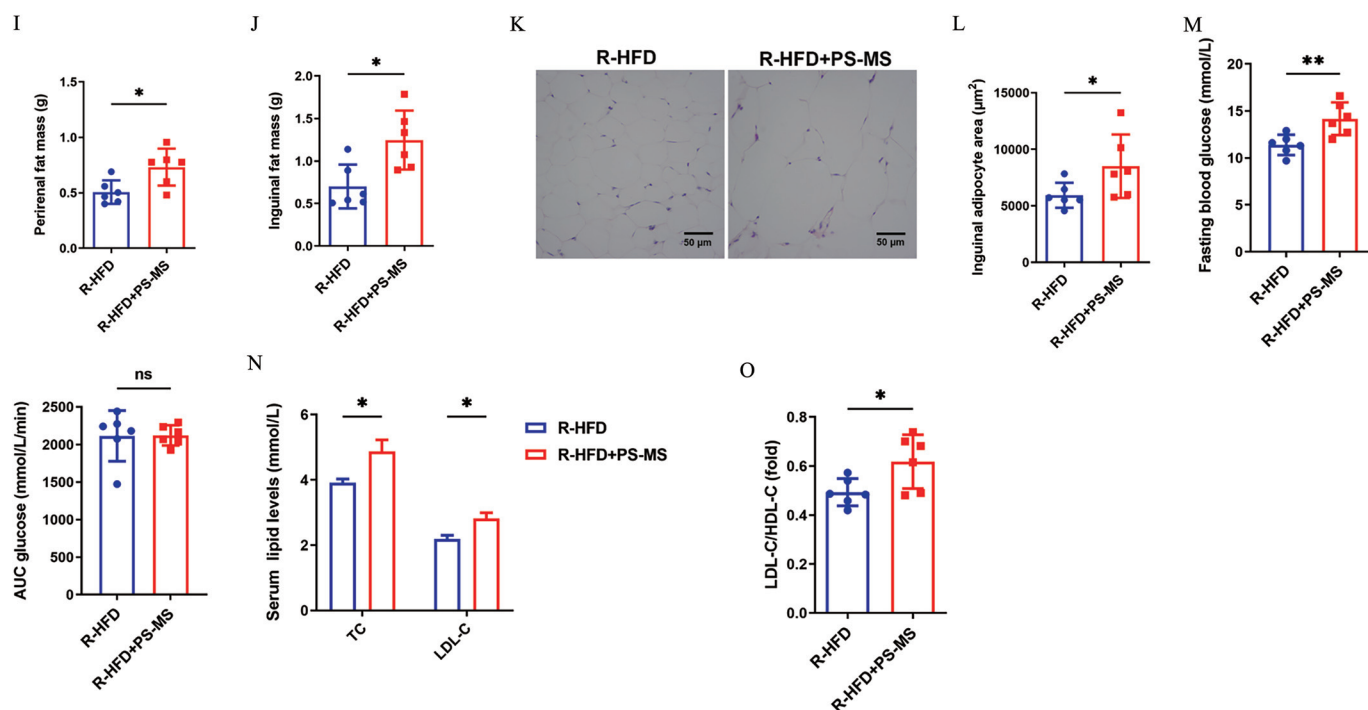 I
Perirenal fat mass (g)
1.5
1.0
0.5
0.0
*
R-HFD
R-HFD+PS-MS
J
Inguinal fat mass (g)
2.0
1.5
1.0
0.5
0.0
*
R-HFD
R-HFD+PS-MS
K
R-HFD
R-HFD+PS-MS
50 μm
50 μm
L
Inguinal adipocyte area (μm²)
15000
10000
5000
0
*
R-HFD
R-HFD+PS-MS
M
Fasting blood glucose (mmol/L)
20
15
10
5
0
**
R-HFD
R-HFD+PS-MS
AUC glucose (mmol/L/min)
2500
2000
1500
1000
500
0
ns
R-HFD
R-HFD+PS-MS
N
Serum lipid levels (mmol/L)
6
4
2
0
*
*
TC
LDL-C
R-HFD
R-HFD+PS-MS
O
LDL-C/HDL-C (fold)
0.8
0.6
0.4
0.2
0.0
*
R-HFD
R-HFD+PS-MS